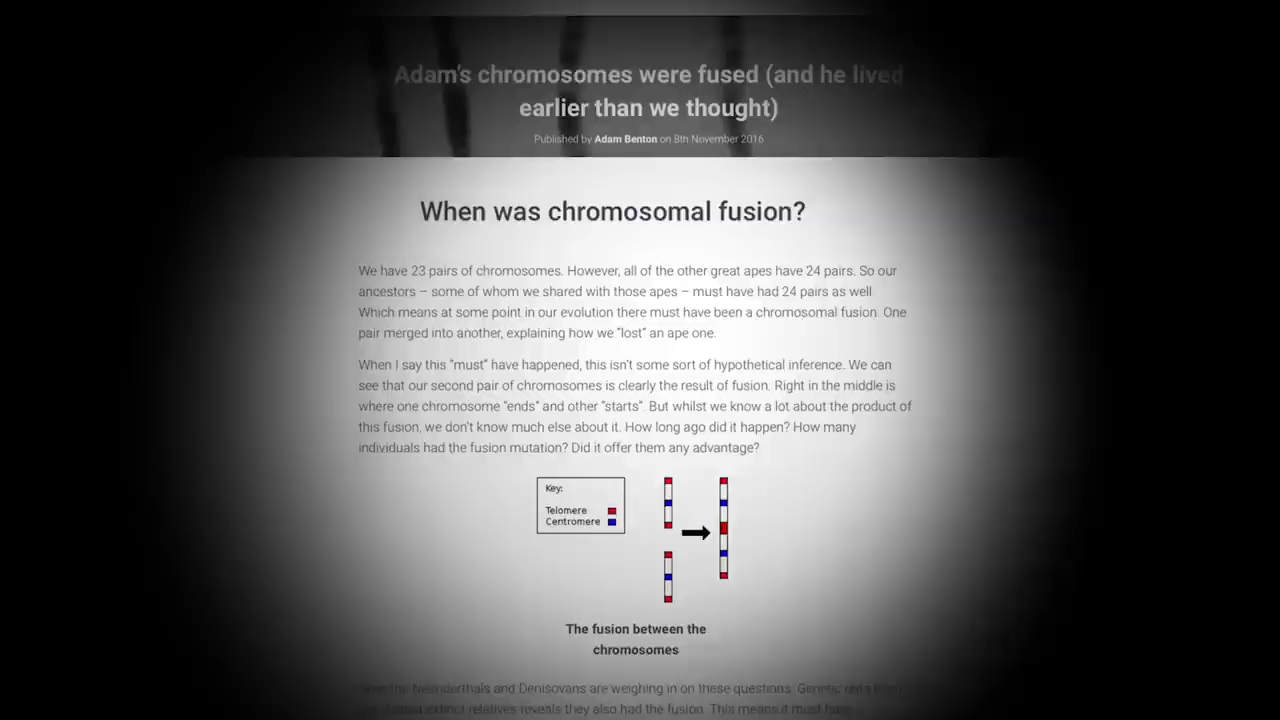 Adam's chromosomes were fused (and he lived
earlier than we thought)
Published by Adam Benton on 8th November 2016
When was chromosomal fusion?
We have 23 pairs of chromosomes. However, all of the other great apes have 24 pairs. So our
ancestors – some of whom we shared with those apes – must have had 24 pairs as well.
Which means at some point in our evolution there must have been a chromosomal fusion. One
pair merged into another, explaining how we "lost" an ape one.
When I say this "must" have happened, this isn't some sort of hypothetical inference. We can
see that our second pair of chromosomes is clearly the result of fusion. Right in the middle is
where one chromosome "ends" and other "starts". But whilst we know a lot about the product of
this fusion, we don't know much else about it. How long ago did it happen? How many
individuals had the fusion mutation? Did it offer them any advantage?
Key:
Telomere
Centromere
The fusion between the
chromosomes
the Neanderthals and Denisovans are weighing in on these questions. Genetic data
extinct relatives reveals they also had the fusion. This means it must have